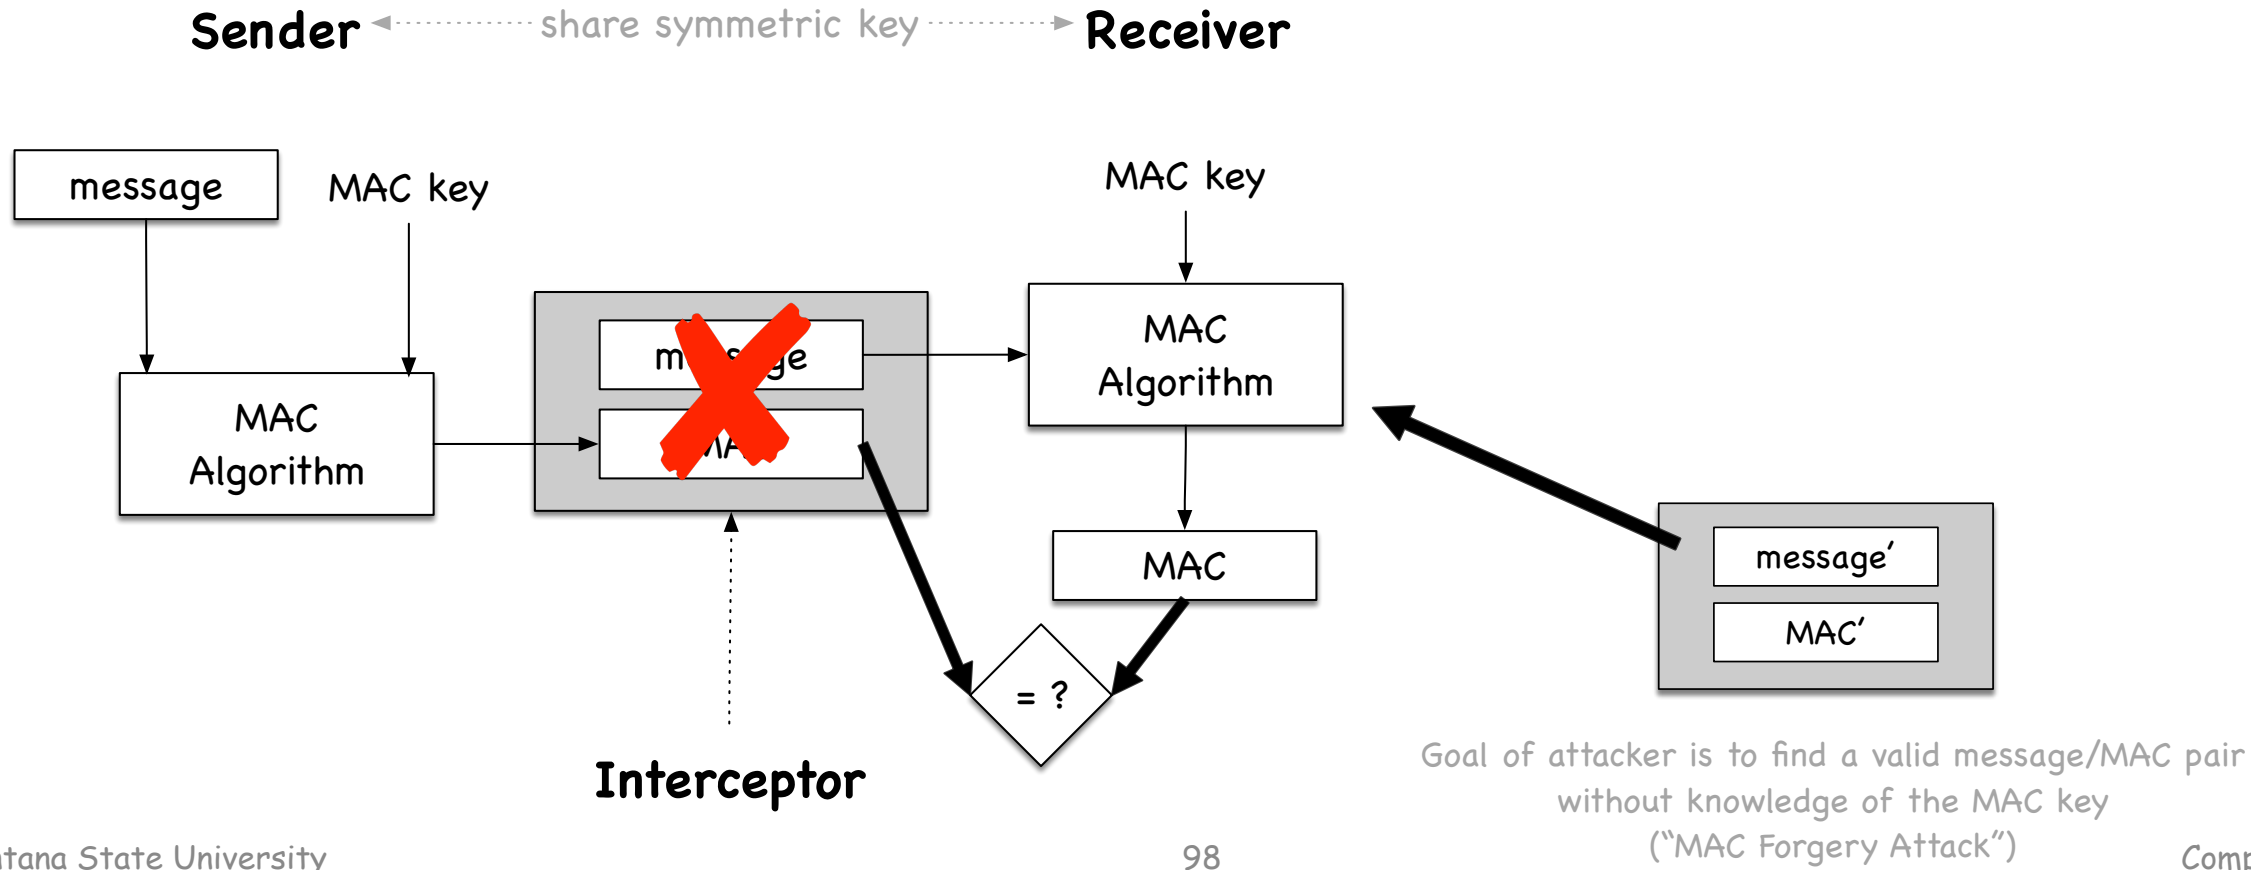 Sender share symmetric key Receiver
message
MAC key
MAC key
MAC
Algorithm
MAC
Algorithm
MAC
= ?
Interceptor
message′
MAC′
Goal of attacker is to find a valid message/MAC pair
without knowledge of the MAC key
(“MAC Forgery Attack”)
State University
98